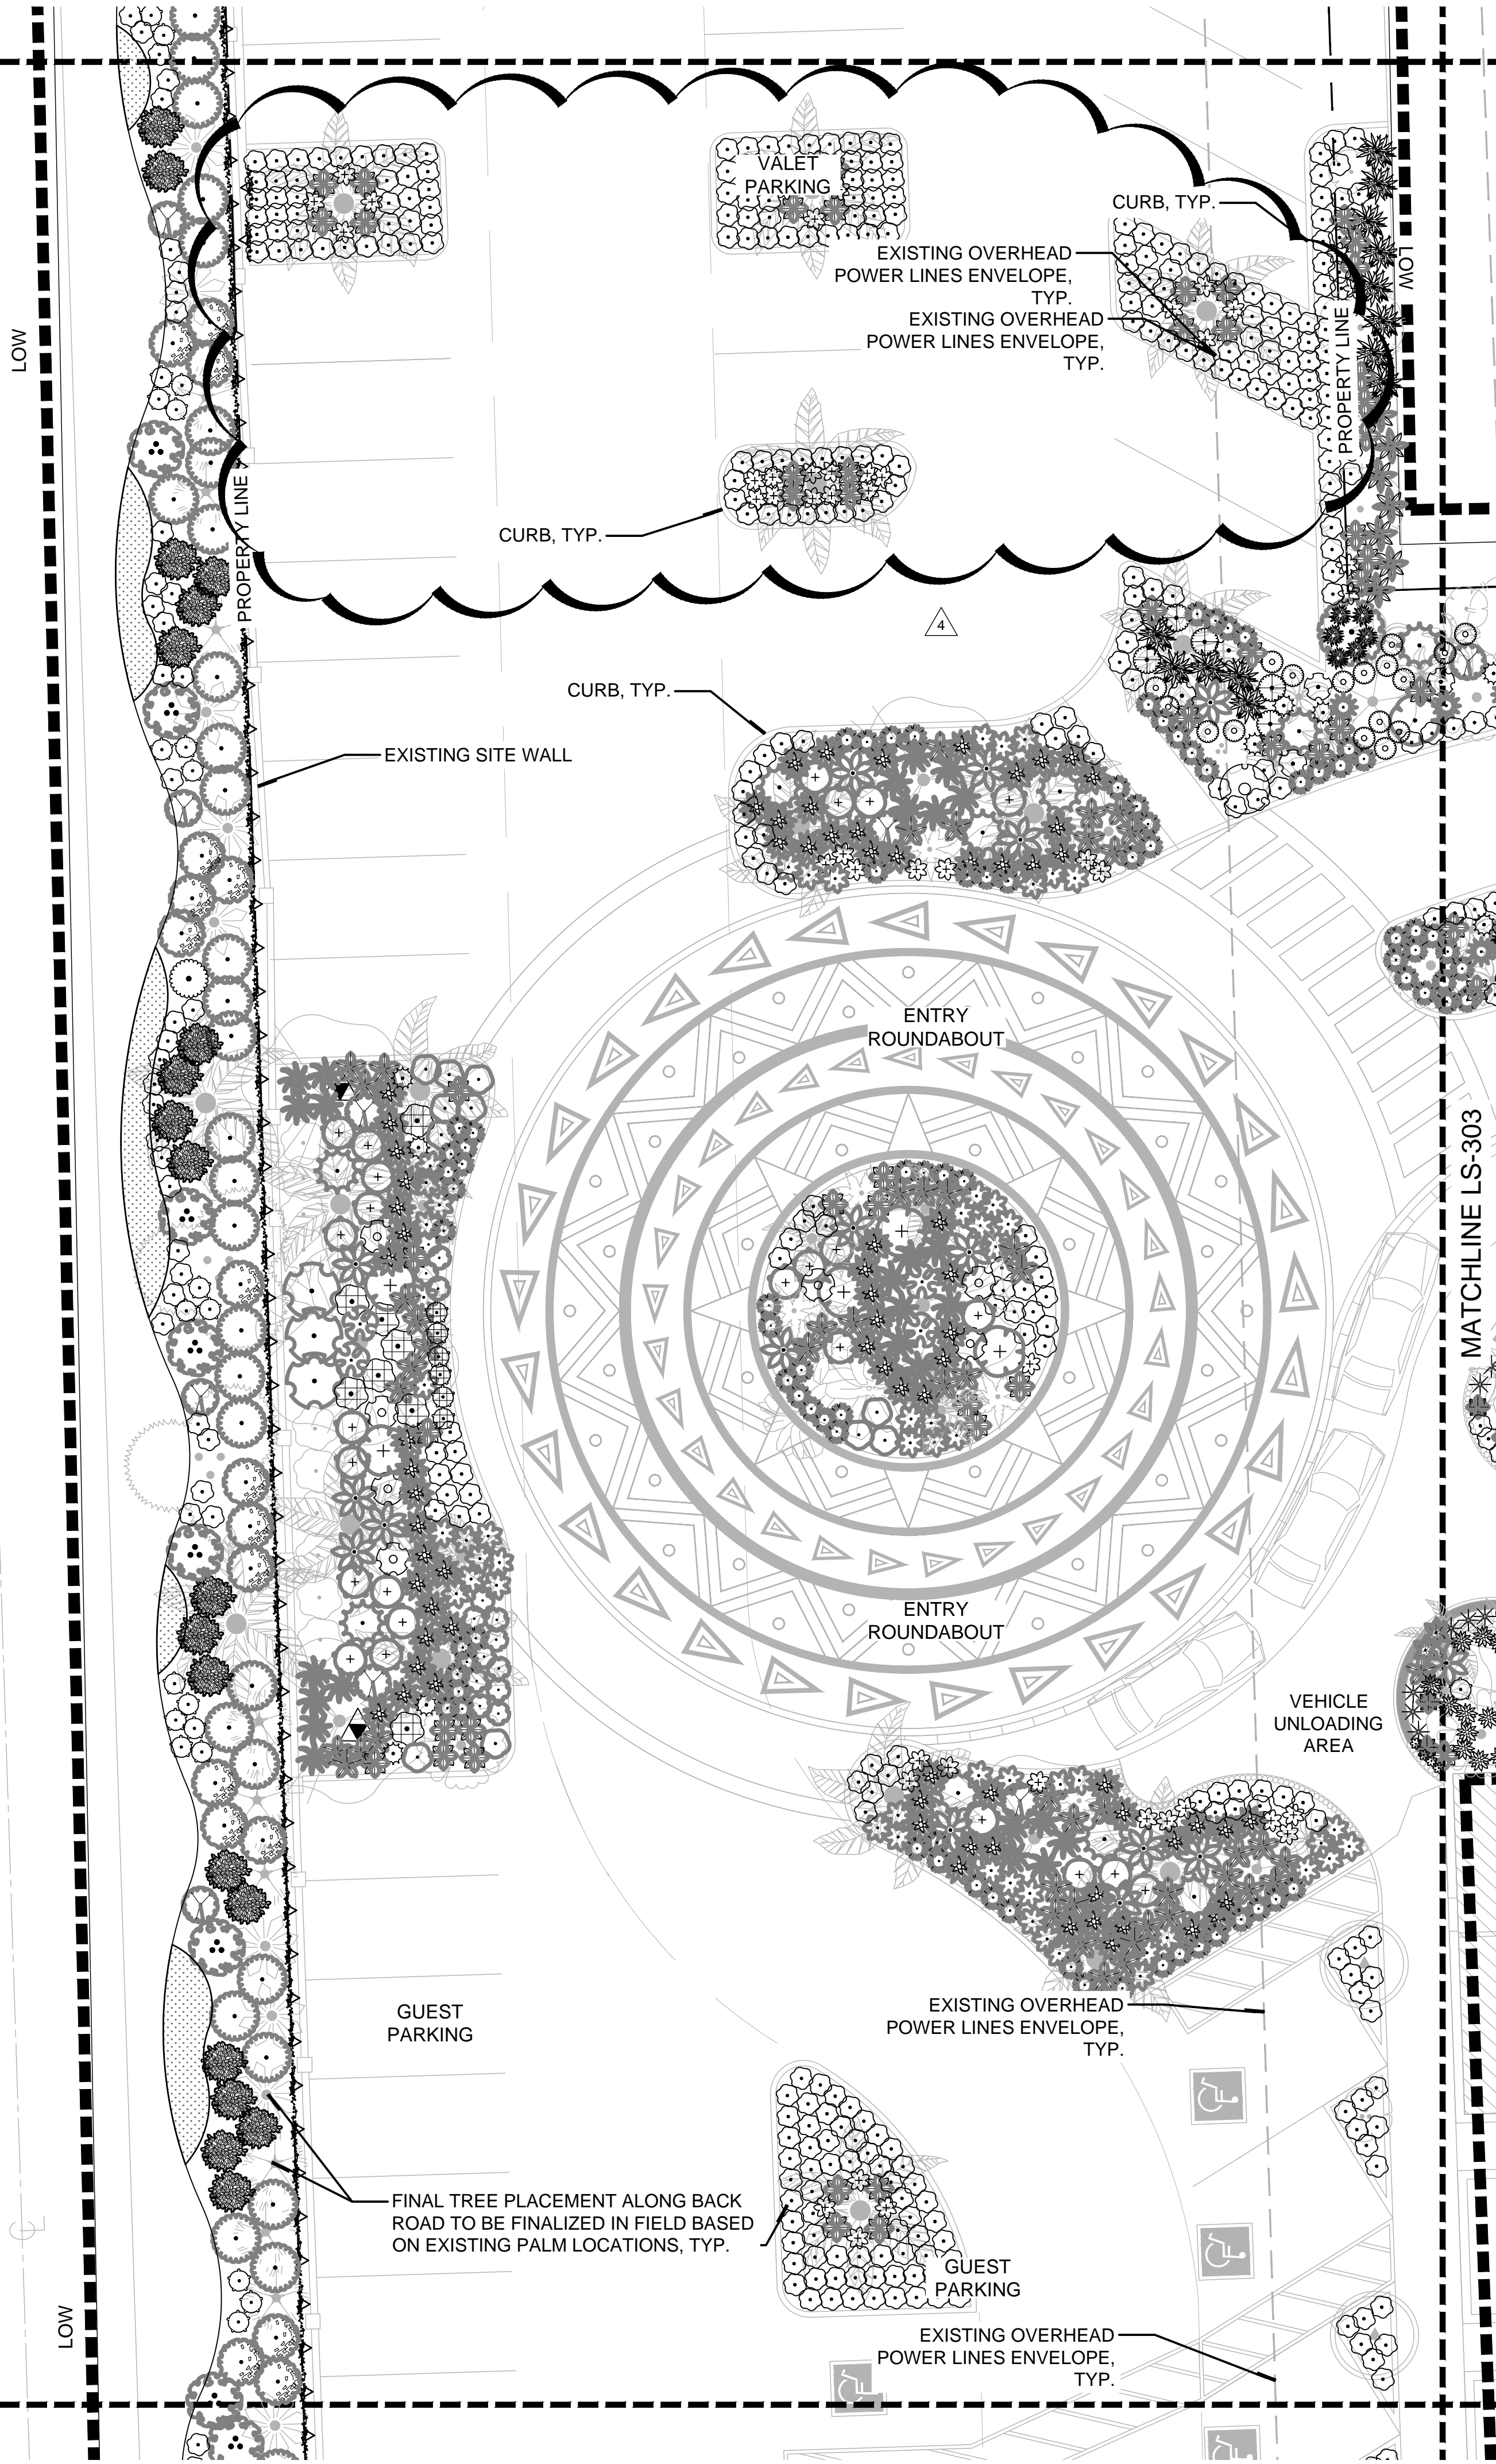 VALET
PARKING
CURB, TYP.
LOW
EXISTING OVERHEAD
POWER LINES ENVELOPE,
TYP.
EXISTING OVERHEAD
POWER LINES ENVELOPE,
TYP.
LOW
PROPERTY LINE
PROPERTY LINE
CURB, TYP.
4
CURB, TYP.
EXISTING SITE WALL
ENTRY
ROUNDABOUT
MATCHLINE LS-303
ENTRY
ROUNDABOUT
VEHICLE
UNLOADING
AREA
GUEST
PARKING
EXISTING OVERHEAD
POWER LINES ENVELOPE,
TYP.
FINAL TREE PLACEMENT ALONG BACK
ROAD TO BE FINALIZED IN FIELD BASED
ON EXISTING PALM LOCATIONS, TYP.
GUEST
PARKING
LOW
EXISTING OVERHEAD
POWER LINES ENVELOPE,
TYP.